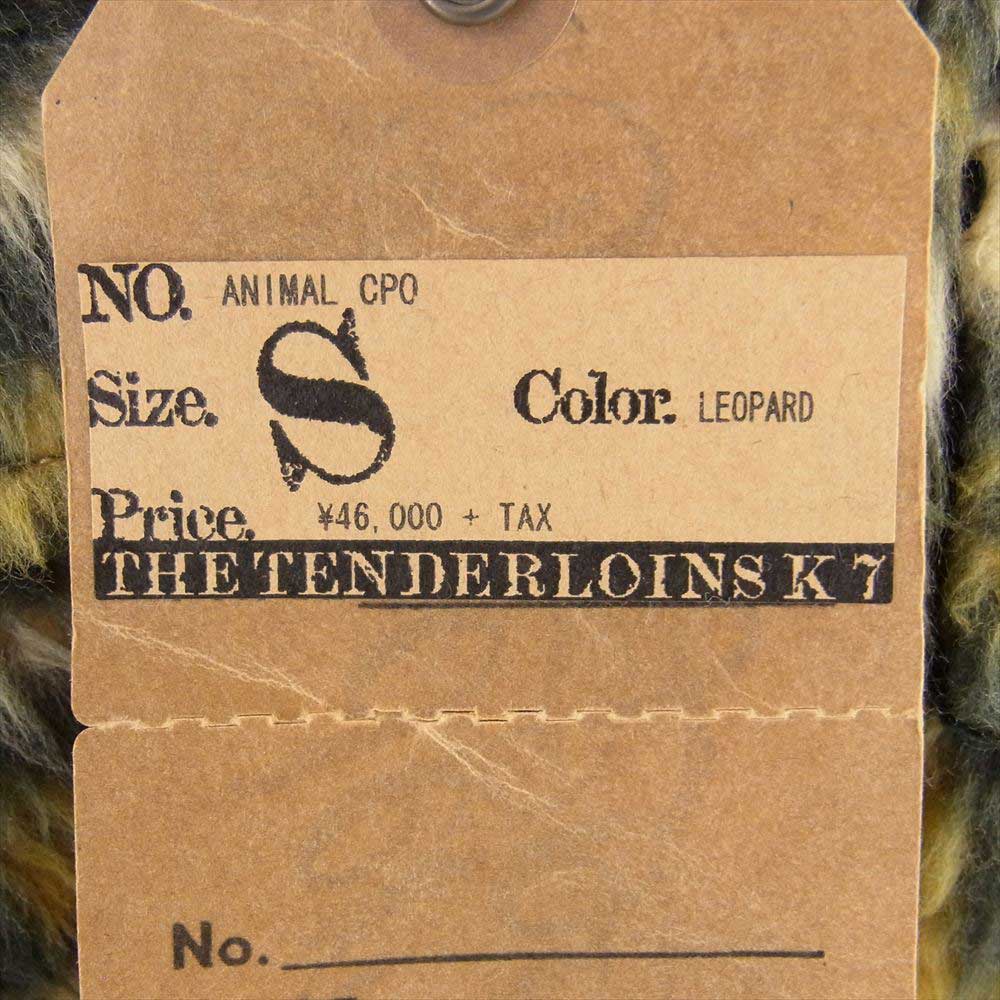 NO. ANIMAL CPO
Size. S Color. LEOPARD
Price. ¥46,000 + TAX
THE TENDERLOINS K 7
No.